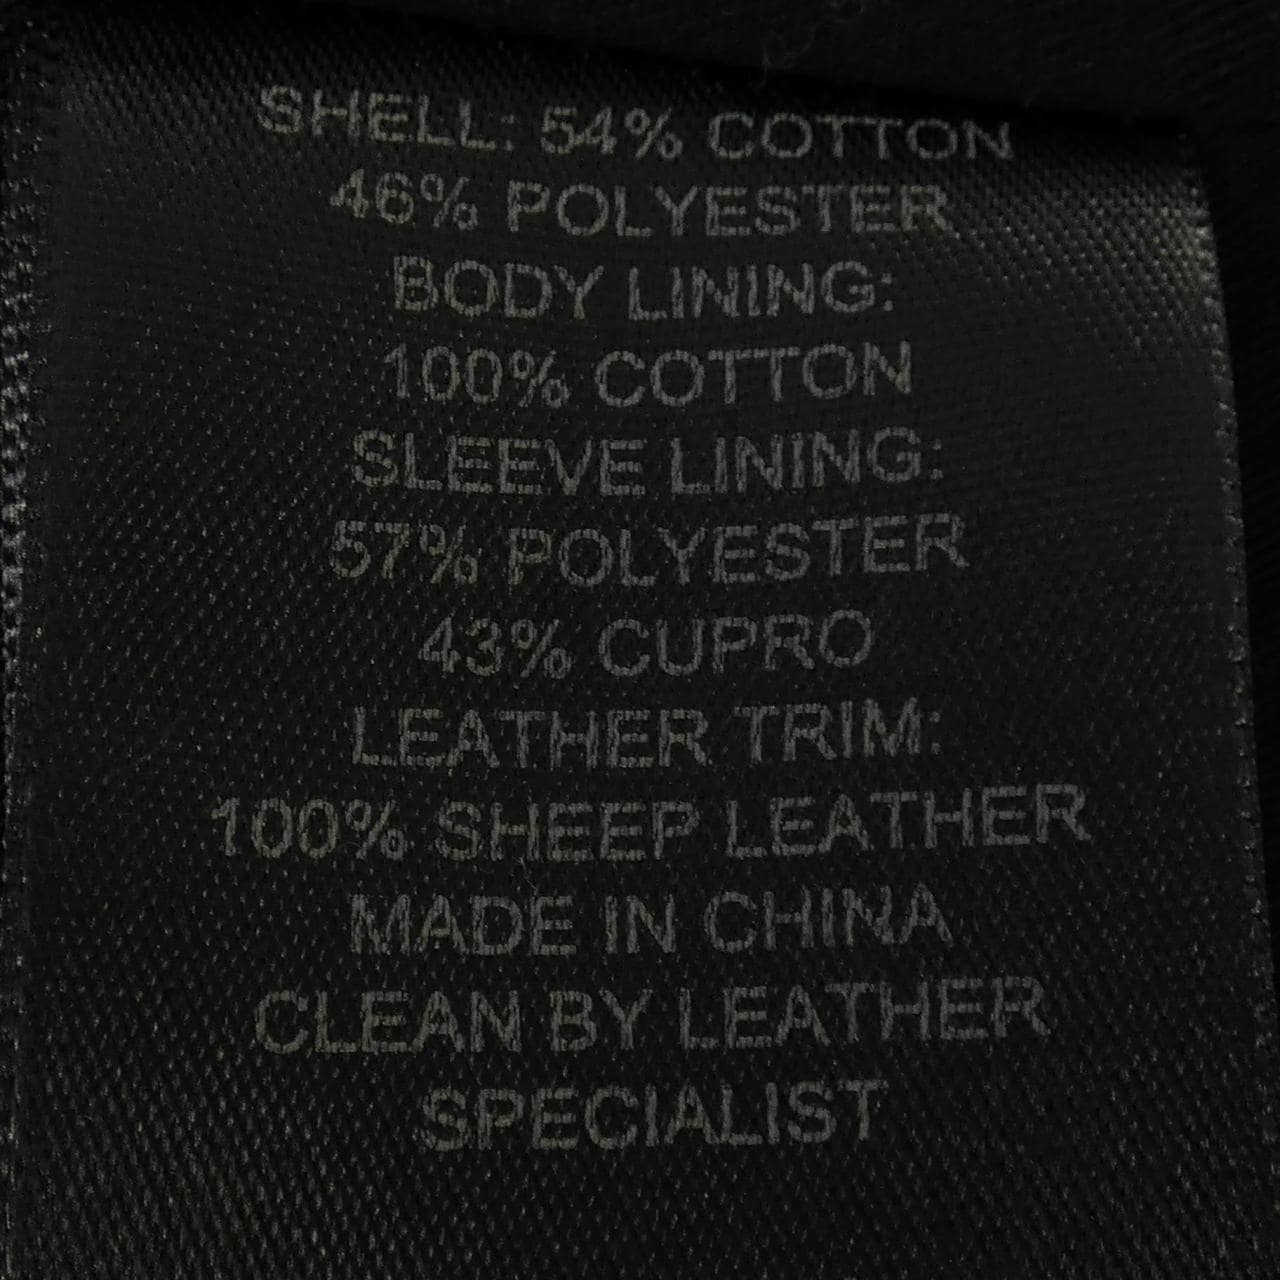 SHELL: 54% COTTON
46% POLYESTER
BODY LINING:
100% COTTON
SLEEVE LINING:
57% POLYESTER
43% CUPRO
LEATHER TRIM:
100% SHEEP LEATHER
MADE IN CHINA
CLEAN BY LEATHER
SPECIALIST